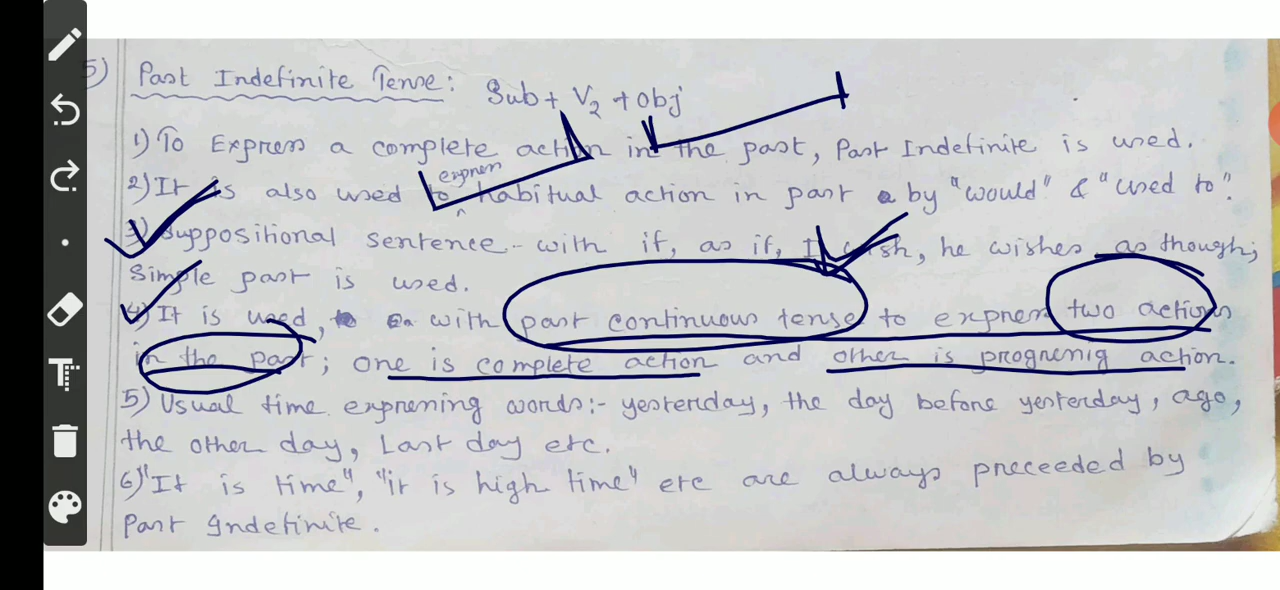 5) Past Indefinite Tense: Sub + V2 + Obj
1) To Express a complete action in the past, Past Indefinite is used.
2) It is also used to express habitual action in past by "would" & "used to".
3) Suppositional sentence - with if, as if, I wish, he wishes as though;
Simple past is used.
4) It is used, with past continuous tense to express two actions
in the past; one is complete action and other is progressing action.
5) Usual time expressing words:- yesterday, the day before yesterday, ago,
the other day, Last day etc.
6) "It is time", "it is high time" etc are always preceeded by
Past Indefinite.